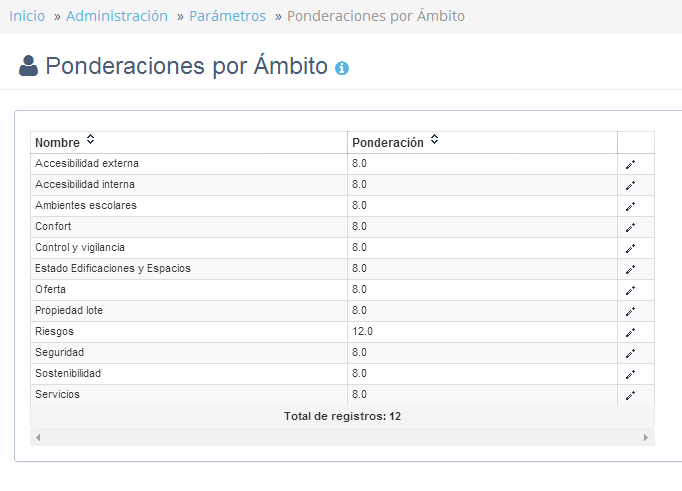 Inicio » Administración » Parámetros » Ponderaciones por Ámbito
Ponderaciones por Ámbito
Nombre Ponderación
Accesibilidad externa 8.0
Accesibilidad interna 8.0
Ambientes escolares 8.0
Confort 8.0
Control y vigilancia 8.0
Estado Edificaciones y Espacios 8.0
Oferta 8.0
Propiedad lote 8.0
Riesgos 12.0
Seguridad 8.0
Sostenibilidad 8.0
Servicios 8.0
Total de registros: 12